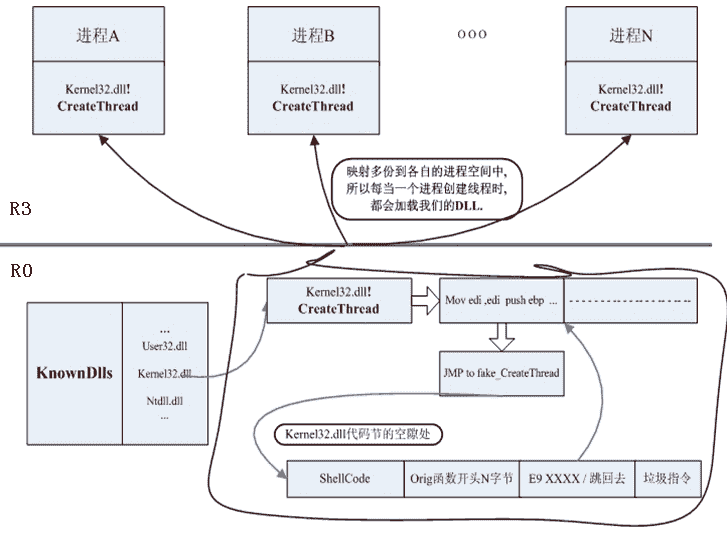 进程A
进程B
○○○
进程N
Kernel32.dll!
CreateThread
Kernel32.dll!
CreateThread
Kernel32.dll!
CreateThread
映射多份到各自的进程空间中,
所以每当一个进程创建线程时,
都会加载我们的DLL.
R3
R0
Kernel32.dll!
CreateThread
Mov edi ,edi push ebp ...
KnownDlls
...
User32.dll
Kernel32.dll
Ntdll.dll
...
JMP to fake_CreateThread
Kernel32.dll代码节的空隙处
ShellCode
Orig函数开头N字节
E9 XXXX / 跳回去
垃圾指令